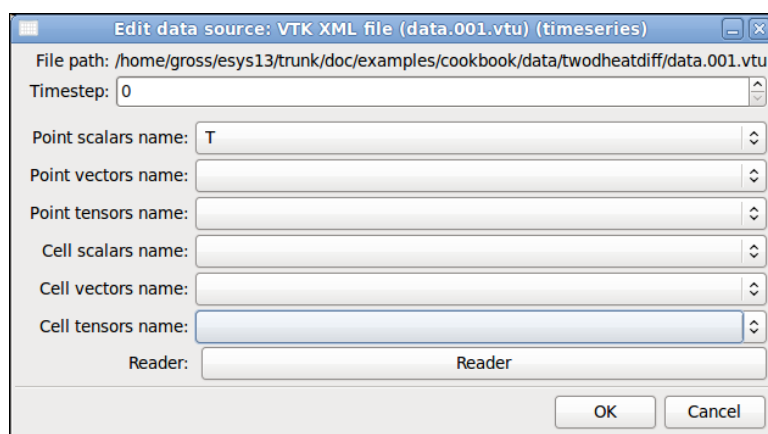 Edit data source: VTK XML file (data.001.vtu) (timeseries)
File path: /home/gross/esys13/trunk/doc/examples/cookbook/data/twodheatdiff/data.001.vtu
Timestep: 0
Point scalars name: T
Point vectors name:
Point tensors name:
Cell scalars name:
Cell vectors name:
Cell tensors name:
Reader: Reader
OK Cancel